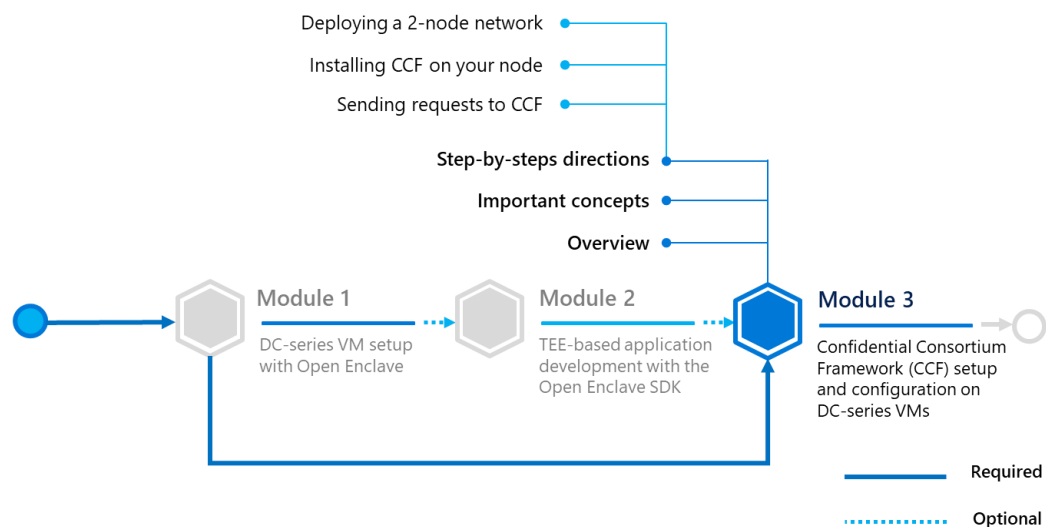 Deploying a 2-node network
Installing CCF on your node
Sending requests to CCF
Step-by-steps directions
Important concepts
Overview
Module 1
DC-series VM setup
with Open Enclave
Module 2
TEE-based application
development with the
Open Enclave SDK
Module 3
Confidential Consortium
Framework (CCF) setup
and configuration on
DC-series VMs
Required
Optional